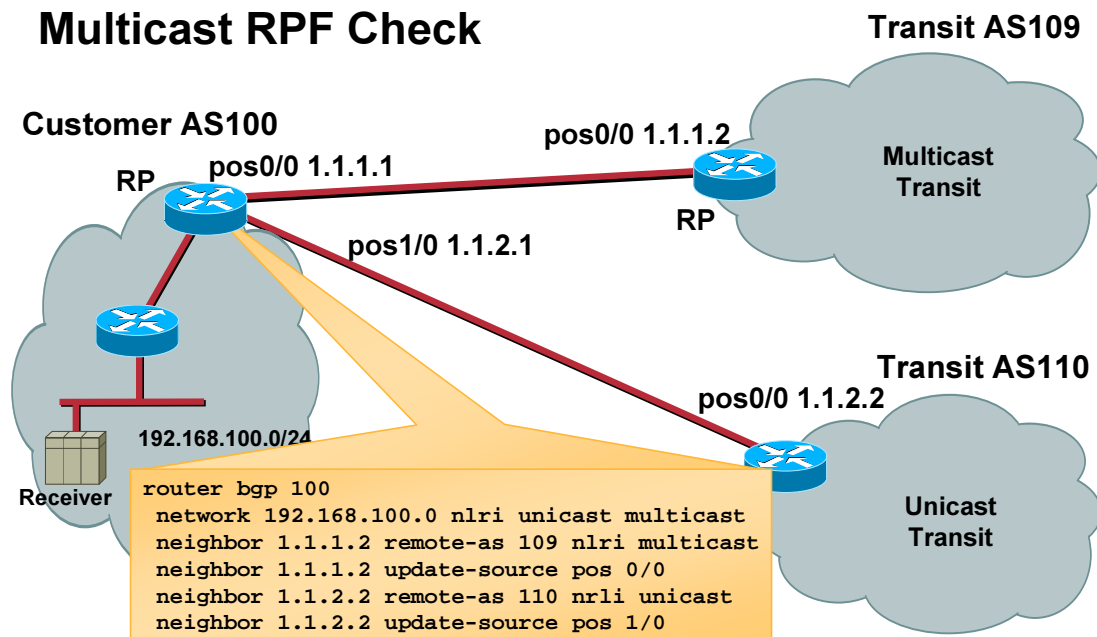 Multicast RPF Check
Transit AS109
Customer AS100
pos0/0 1.1.1.2
pos0/0 1.1.1.1
RP
Multicast
Transit
RP
pos1/0 1.1.2.1
Transit AS110
pos0/0 1.1.2.2
192.168.100.0/24
Receiver
Unicast
Transit
router bgp 100
network 192.168.100.0 nlri unicast multicast
neighbor 1.1.1.2 remote-as 109 nlri multicast
neighbor 1.1.1.2 update-source pos 0/0
neighbor 1.1.2.2 remote-as 110 nrli unicast
neighbor 1.1.2.2 update-source pos 1/0